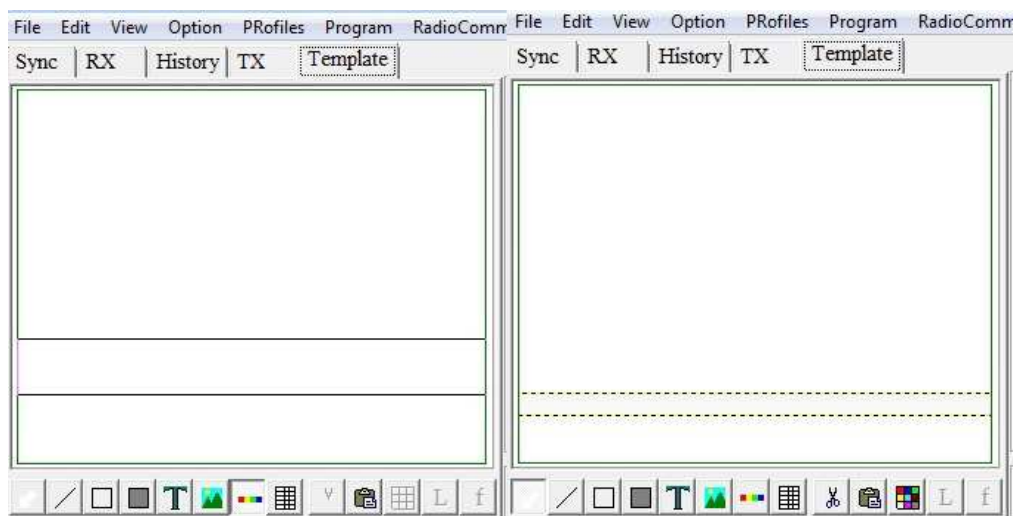 File Edit View Option PRofiles Program RadioComm
Sync RX History TX Template
T L f
File Edit View Option PRofiles Program RadioComm
Sync RX History TX Template
T L f